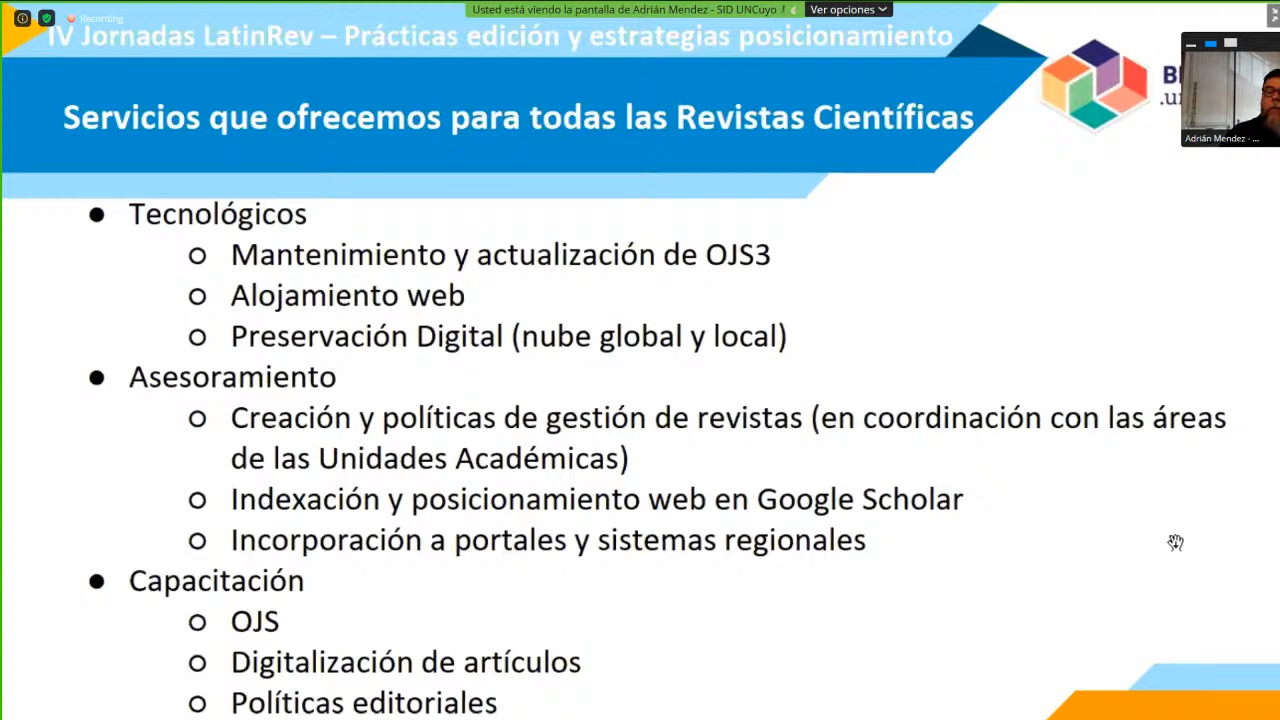 Recording
Usted está viendo la pantalla de Adrián Mendez - SID UNCuyo
Ver opciones
IV Jornadas LatinRev – Prácticas edición y estrategias posicionamiento
Servicios que ofrecemos para todas las Revistas Científicas
Adrián Mendez - ...
● Tecnológicos
○ Mantenimiento y actualización de OJS3
○ Alojamiento web
○ Preservación Digital (nube global y local)
● Asesoramiento
○ Creación y políticas de gestión de revistas (en coordinación con las áreas
de las Unidades Académicas)
○ Indexación y posicionamiento web en Google Scholar
○ Incorporación a portales y sistemas regionales
● Capacitación
○ OJS
○ Digitalización de artículos
○ Políticas editoriales